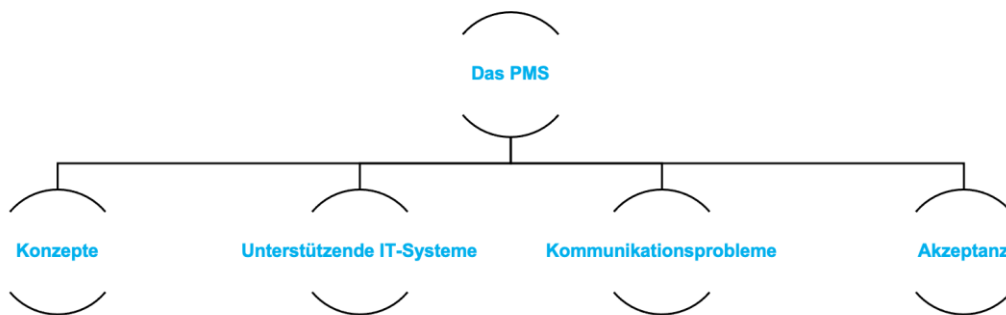 Das PMS
Konzepte
Unterstützende IT-Systeme
Kommunikationsprobleme
Akzeptanz